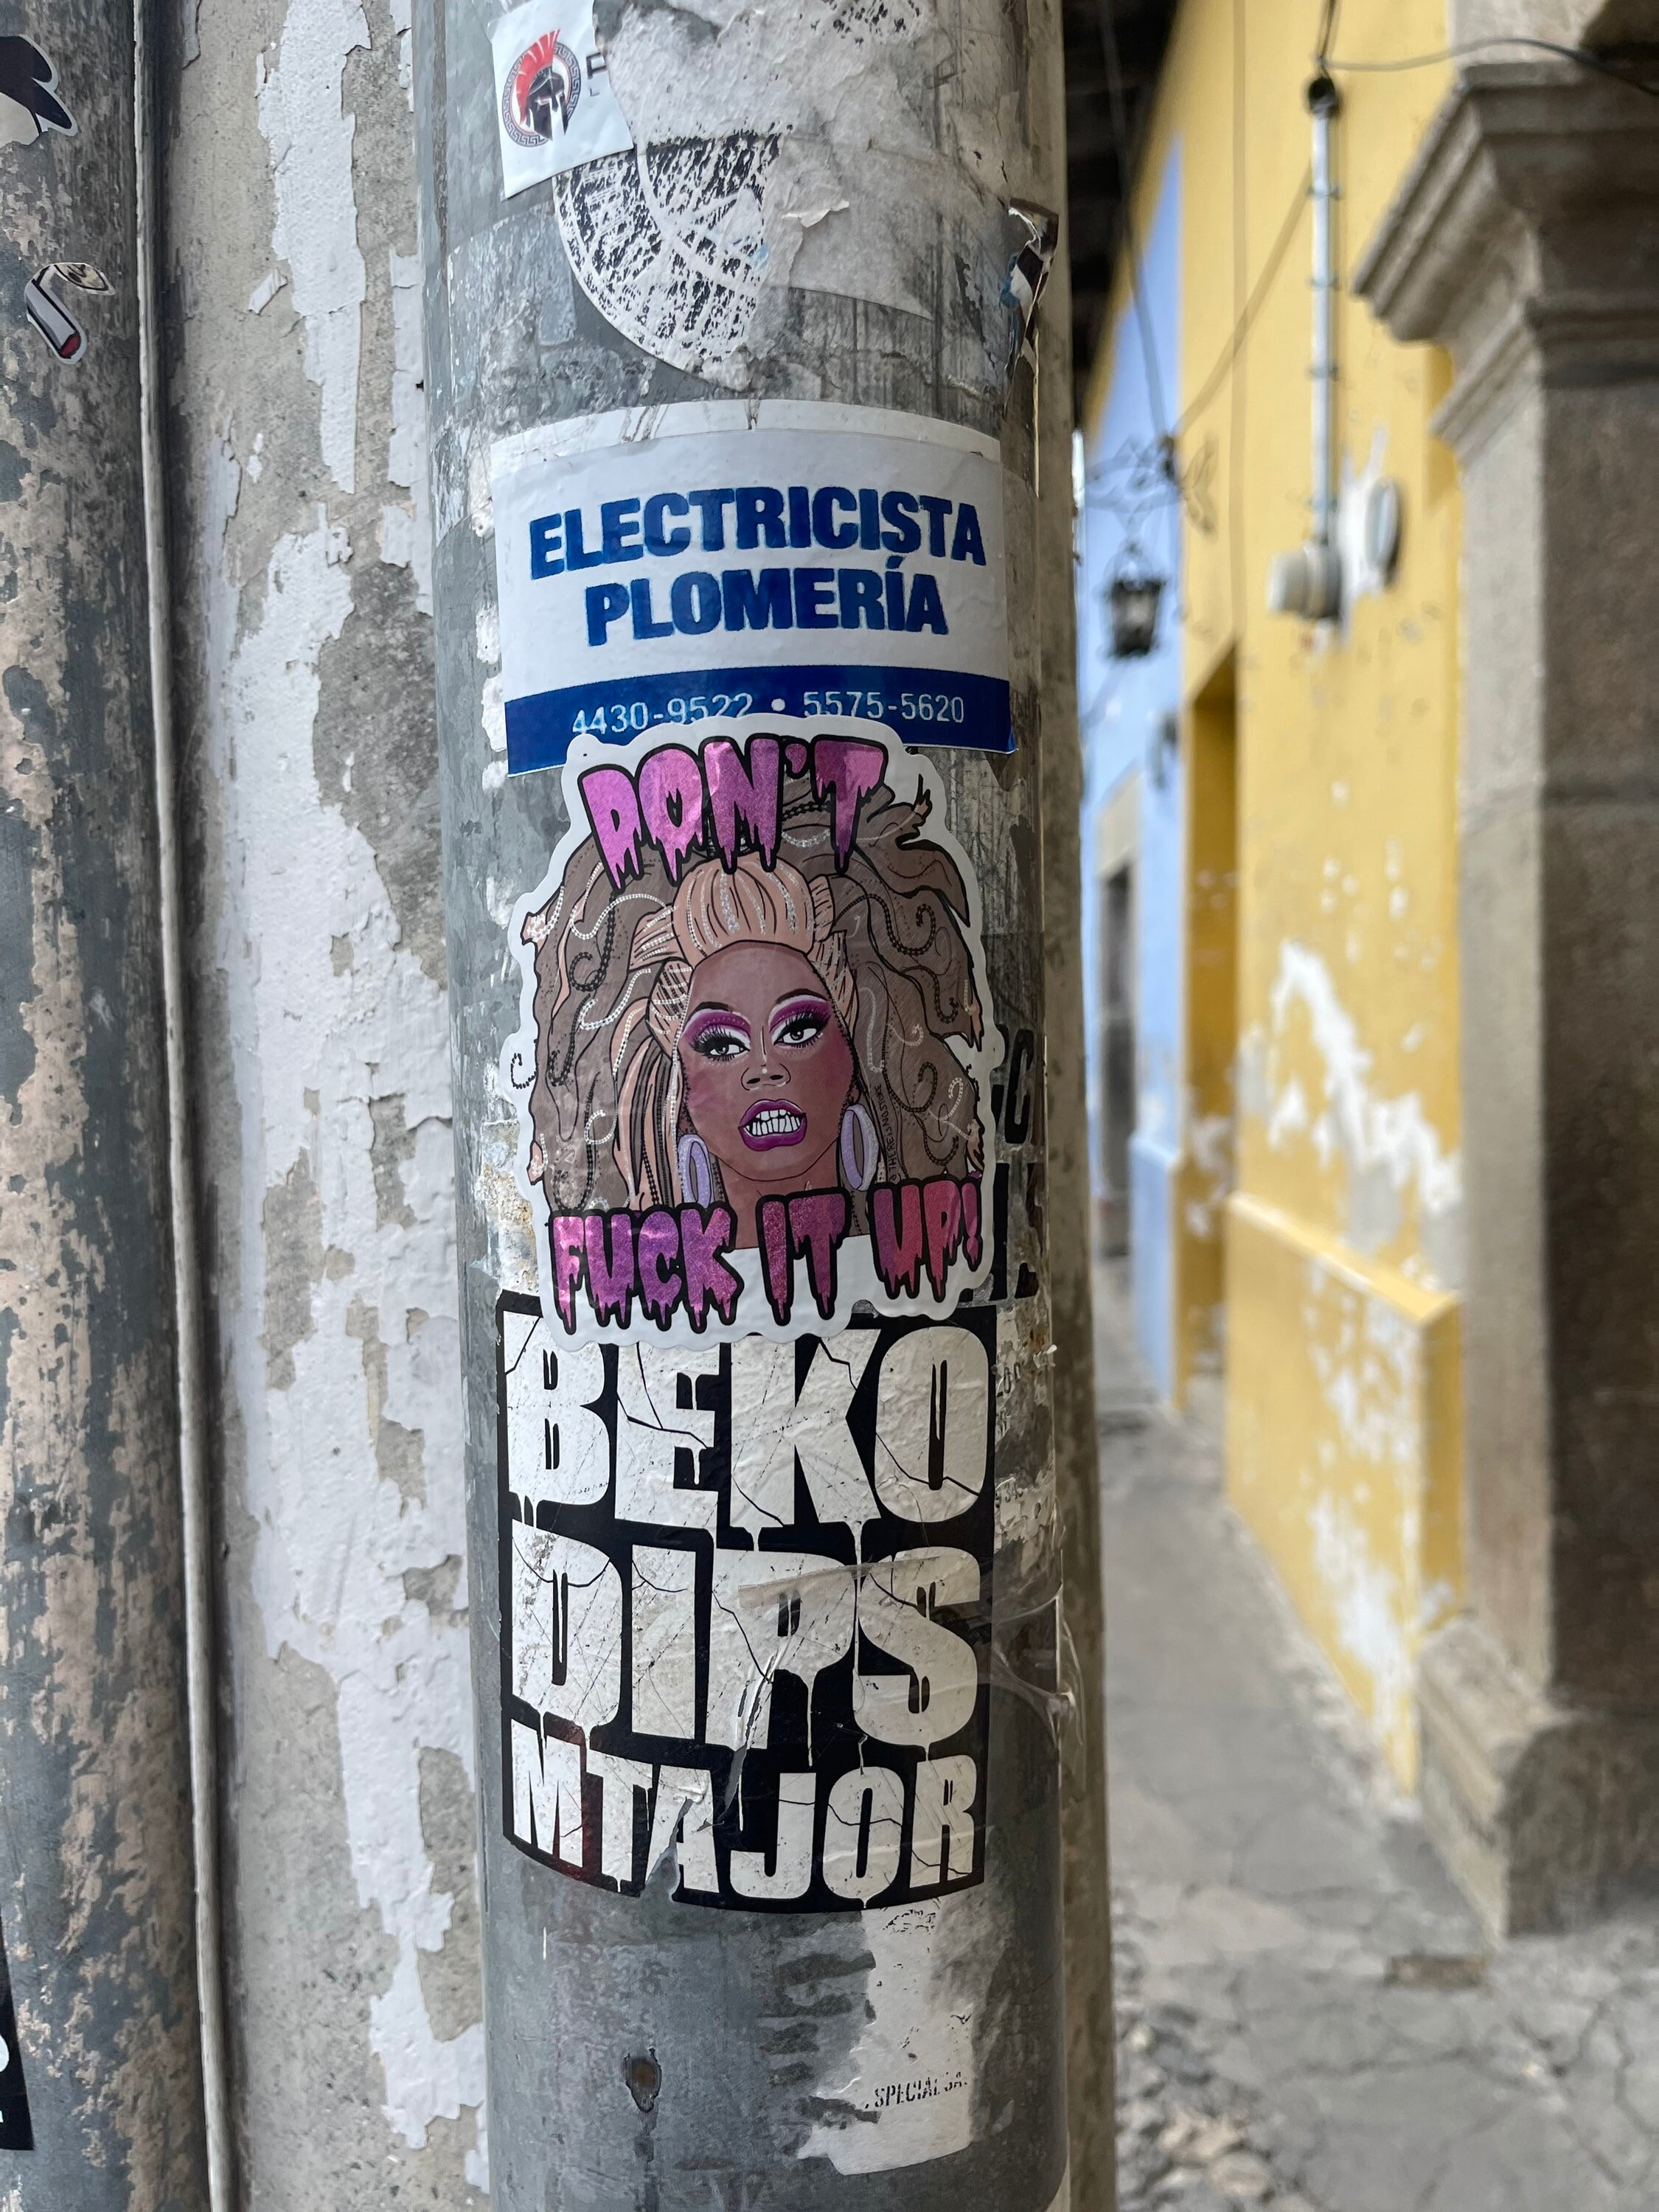 ELECTRICISTA
PLOMERÍA
4430-9522 • 5575-5620
DON'T
FUCK IT UP!
BEKO
DIPS
MTAJOR